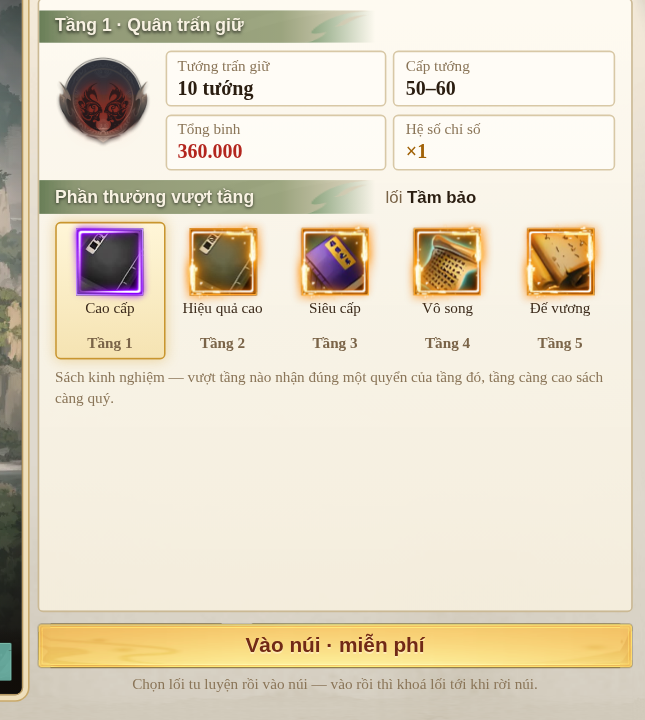 Tầng 1 · Quân trấn giữ
Tướng trấn giữ
10 tướng
Cấp tướng
50–60
Tổng binh
360.000
Hệ số chỉ số
×1
Phần thưởng vượt tầng
lối Tầm bảo
Cao cấp
Hiệu quả cao
Siêu cấp
Vô song
Đế vương
Tầng 1
Tầng 2
Tầng 3
Tầng 4
Tầng 5
Sách kinh nghiệm — vượt tầng nào nhận đúng một quyển của tầng đó, tầng càng cao sách
càng quý.
Vào núi · miễn phí
Chọn lối tu luyện rồi vào núi — vào rồi thì khoá lối tới khi rời núi.